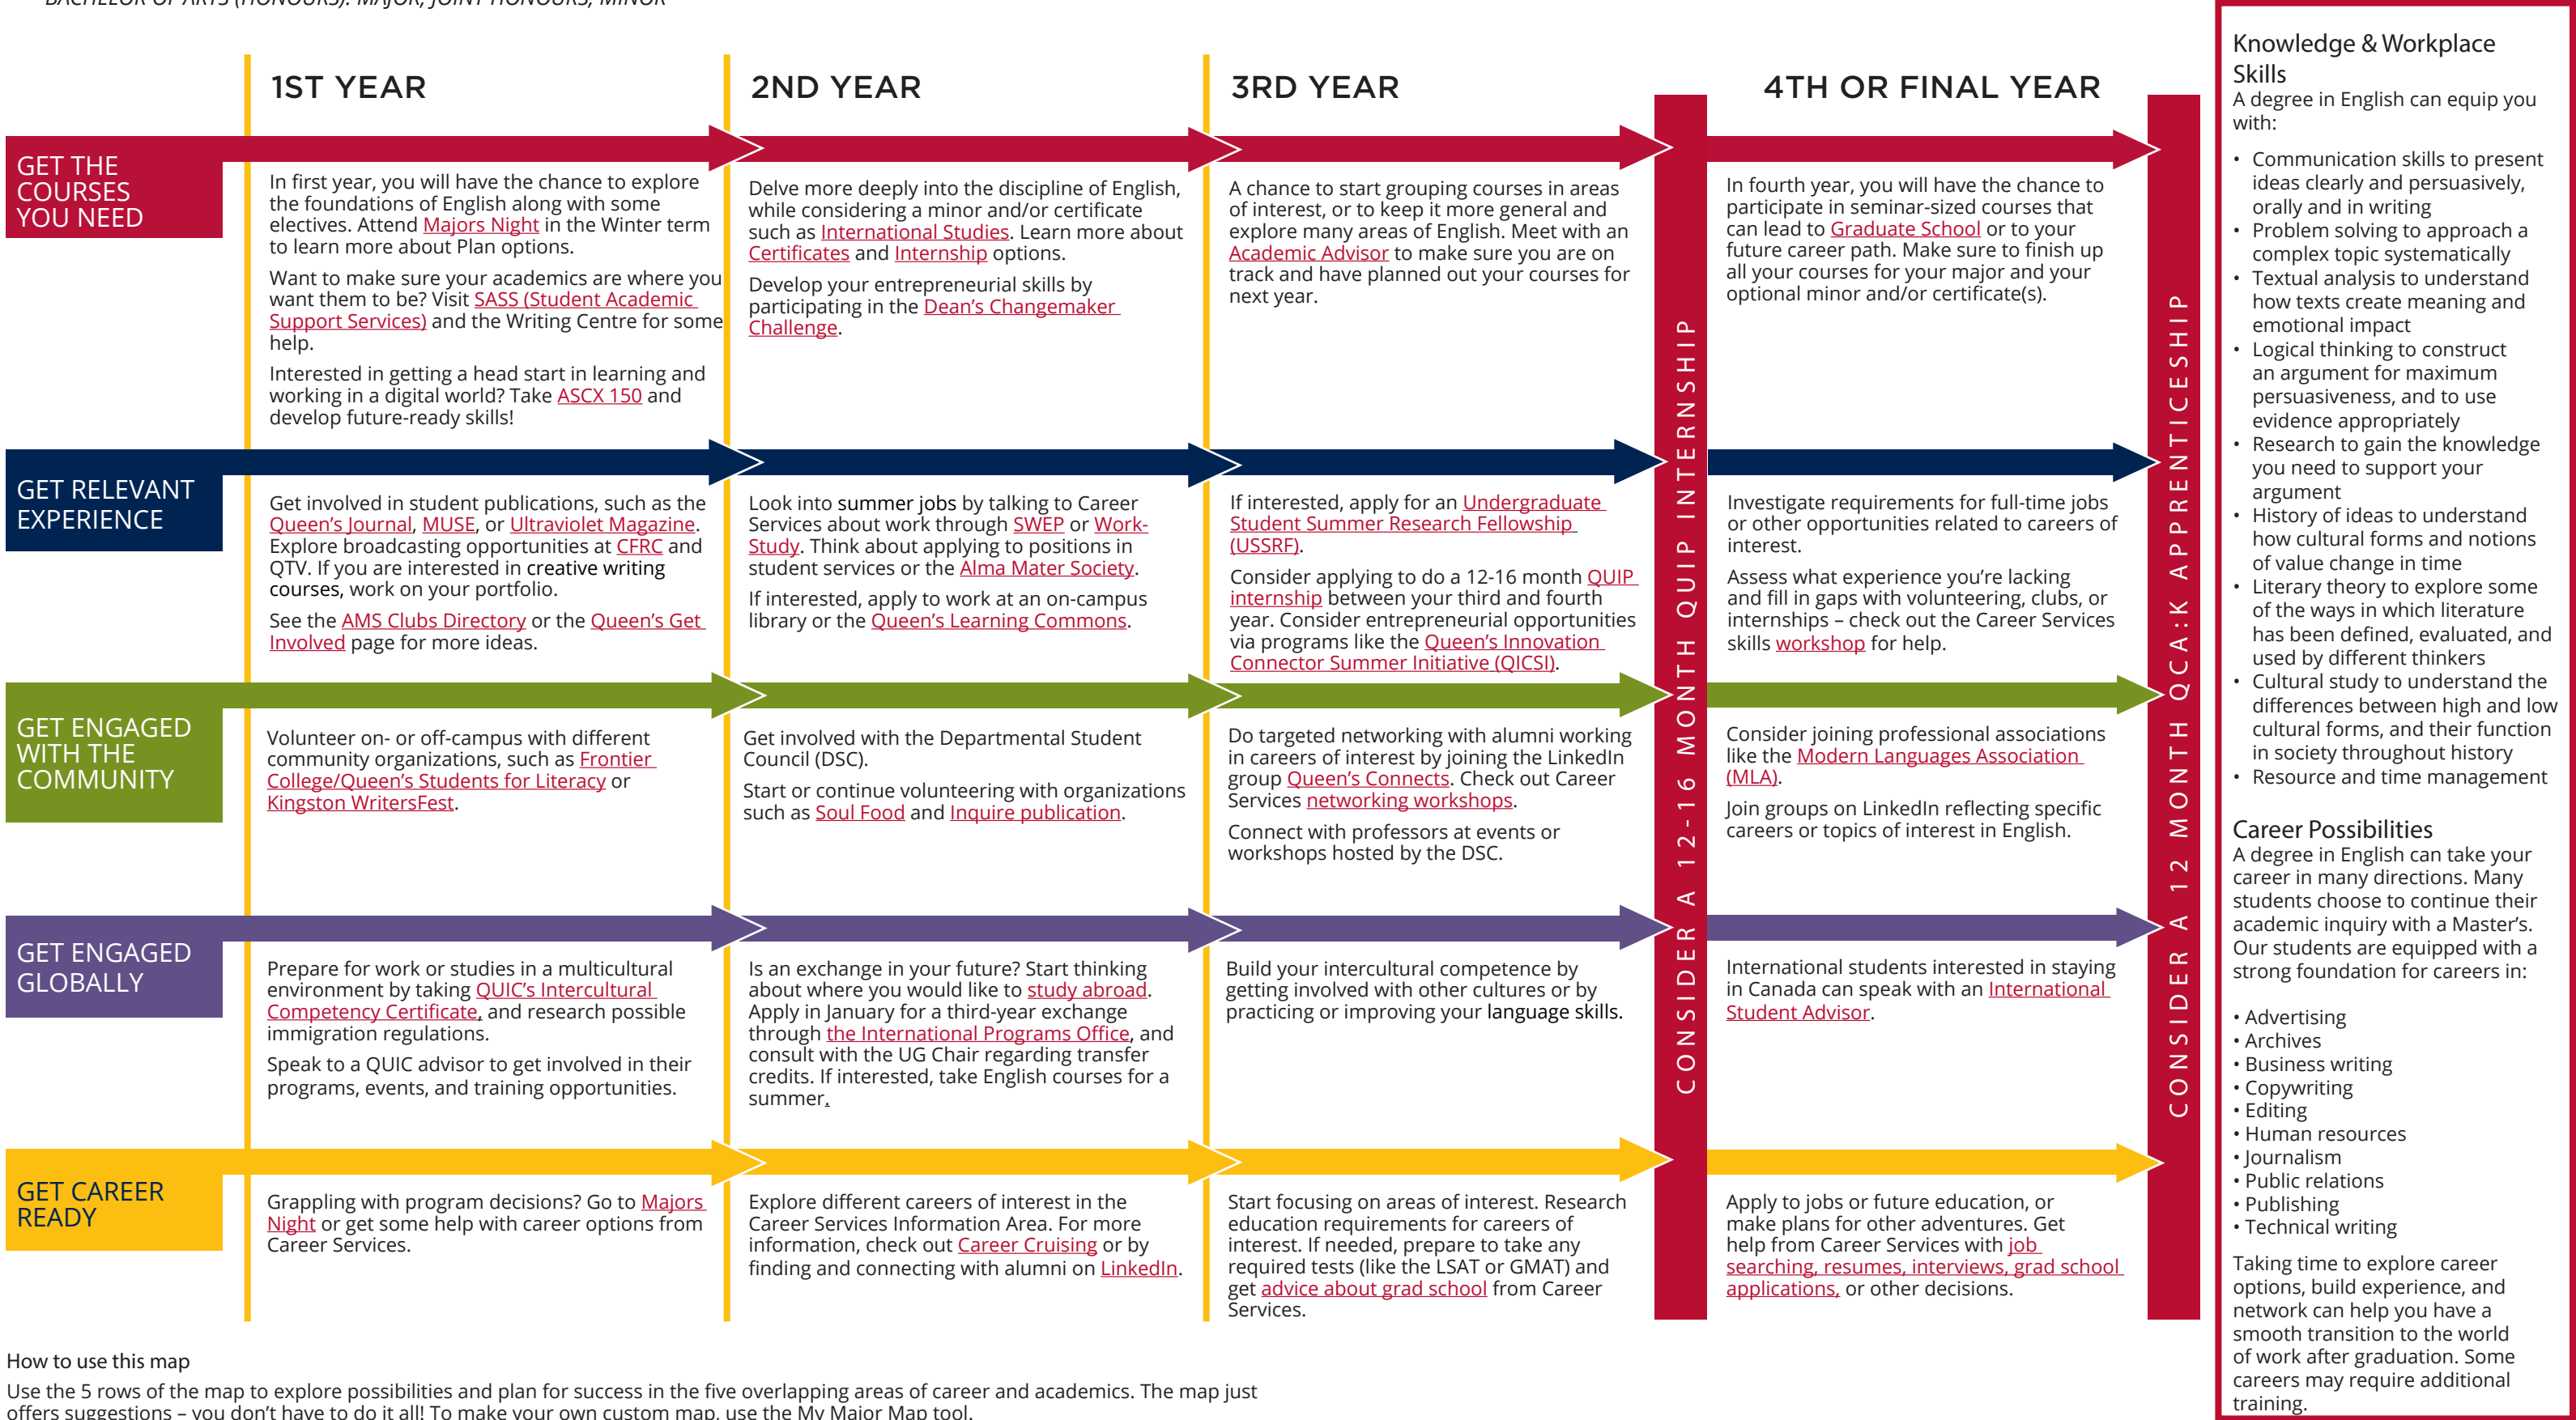 BACHELOR OF ARTS (HONOURS): MAJOR, JOINT HONOURS, MINOR
1ST YEAR
2ND YEAR
3RD YEAR
4TH OR FINAL YEAR
GET THE
COURSES
YOU NEED
In first year, you will have the chance to explore
the foundations of English along with some
electives. Attend Majors Night in the Winter term
to learn more about Plan options.
Want to make sure your academics are where you
want them to be? Visit SASS (Student Academic
Support Services) and the Writing Centre for some
help.
Interested in getting a head start in learning and
working in a digital world? Take ASCX 150 and
develop future-ready skills!
Delve more deeply into the discipline of English,
while considering a minor and/or certificate
such as International Studies. Learn more about
Certificates and Internship options.
Develop your entrepreneurial skills by
participating in the Dean's Changemaker
Challenge.
A chance to start grouping courses in areas
of interest, or to keep it more general and
explore many areas of English. Meet with an
Academic Advisor to make sure you are on
track and have planned out your courses for
next year.
In fourth year, you will have the chance to
participate in seminar-sized courses that
can lead to Graduate School or to your
future career path. Make sure to finish up
all your courses for your major and your
optional minor and/or certificate(s).
GET RELEVANT
EXPERIENCE
Get involved in student publications, such as the
Queen's Journal, MUSE, or Ultraviolet Magazine.
Explore broadcasting opportunities at CFRC and
QTV. If you are interested in creative writing
courses, work on your portfolio.
See the AMS Clubs Directory or the Queen's Get
Involved page for more ideas.
Look into summer jobs by talking to Career
Services about work through SWEP or Work-
Study. Think about applying to positions in
student services or the Alma Mater Society.
If interested, apply to work at an on-campus
library or the Queen's Learning Commons.
If interested, apply for an Undergraduate
Student Summer Research Fellowship
(USSRF).
Consider applying to do a 12-16 month QUIP
internship between your third and fourth
year. Consider entrepreneurial opportunities
via programs like the Queen's Innovation
Connector Summer Initiative (QICSI).
Investigate requirements for full-time jobs
or other opportunities related to careers of
interest.
Assess what experience you're lacking
and fill in gaps with volunteering, clubs, or
internships – check out the Career Services
skills workshop for help.
GET ENGAGED
WITH THE
COMMUNITY
Volunteer on- or off-campus with different
community organizations, such as Frontier
College/Queen's Students for Literacy or
Kingston WritersFest.
Get involved with the Departmental Student
Council (DSC).
Start or continue volunteering with organizations
such as Soul Food and Inquire publication.
Do targeted networking with alumni working
in careers of interest by joining the LinkedIn
group Queen's Connects. Check out Career
Services networking workshops.
Connect with professors at events or
workshops hosted by the DSC.
Consider joining professional associations
like the Modern Languages Association
(MLA).
Join groups on LinkedIn reflecting specific
careers or topics of interest in English.
GET ENGAGED
GLOBALLY
Prepare for work or studies in a multicultural
environment by taking QUIC's Intercultural
Competency Certificate, and research possible
immigration regulations.
Speak to a QUIC advisor to get involved in their
programs, events, and training opportunities.
Is an exchange in your future? Start thinking
about where you would like to study abroad.
Apply in January for a third-year exchange
through the International Programs Office, and
consult with the UG Chair regarding transfer
credits. If interested, take English courses for a
summer.
Build your intercultural competence by
getting involved with other cultures or by
practicing or improving your language skills.
International students interested in staying
in Canada can speak with an International
Student Advisor.
GET CAREER
READY
Grappling with program decisions? Go to Majors
Night or get some help with career options from
Career Services.
Explore different careers of interest in the
Career Services Information Area. For more
information, check out Career Cruising or by
finding and connecting with alumni on LinkedIn.
Start focusing on areas of interest. Research
education requirements for careers of
interest. If needed, prepare to take any
required tests (like the LSAT or GMAT) and
get advice about grad school from Career
Services.
Apply to jobs or future education, or
make plans for other adventures. Get
help from Career Services with job
searching, resumes, interviews, grad school
applications, or other decisions.
CONSIDER A 12-16 MONTH QUIP INTERNSHIP
CONSIDER A 12 MONTH QCA:K APPRENTICESHIP
Knowledge & Workplace
Skills
A degree in English can equip you
with:
• Communication skills to present
ideas clearly and persuasively,
orally and in writing
• Problem solving to approach a
complex topic systematically
• Textual analysis to understand
how texts create meaning and
emotional impact
• Logical thinking to construct
an argument for maximum
persuasiveness, and to use
evidence appropriately
• Research to gain the knowledge
you need to support your
argument
• History of ideas to understand
how cultural forms and notions
of value change in time
• Literary theory to explore some
of the ways in which literature
has been defined, evaluated, and
used by different thinkers
• Cultural study to understand the
differences between high and low
cultural forms, and their function
in society throughout history
• Resource and time management
Career Possibilities
A degree in English can take your
career in many directions. Many
students choose to continue their
academic inquiry with a Master's.
Our students are equipped with a
strong foundation for careers in:
• Advertising
• Archives
• Business writing
• Copywriting
• Editing
• Human resources
• Journalism
• Public relations
• Publishing
• Technical writing
Taking time to explore career
options, build experience, and
network can help you have a
smooth transition to the world
of work after graduation. Some
careers may require additional
training.
How to use this map
Use the 5 rows of the map to explore possibilities and plan for success in the five overlapping areas of career and academics. The map just
offers suggestions – you don't have to do it all! To make your own custom map, use the My Major Map tool.